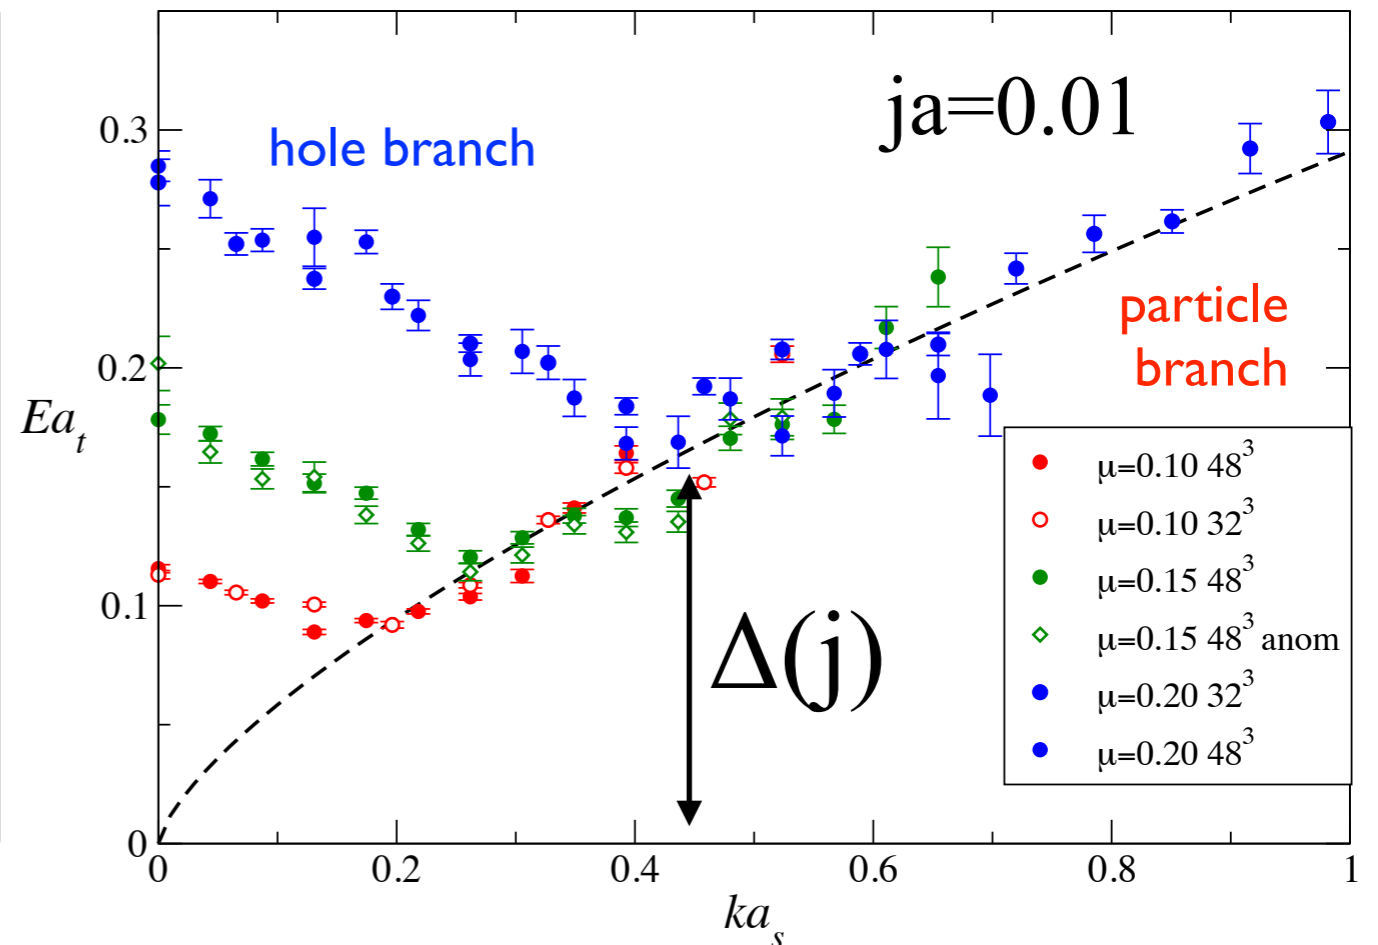 ja=0.01
hole branch
particle
branch
Δ(j)
Ea_t
0.3
0.2
0.1
0
0
0.2
0.4
0.6
0.8
1
ka_s
μ=0.10 48³
μ=0.10 32³
μ=0.15 48³
μ=0.15 48³ anom
μ=0.20 32³
μ=0.20 48³